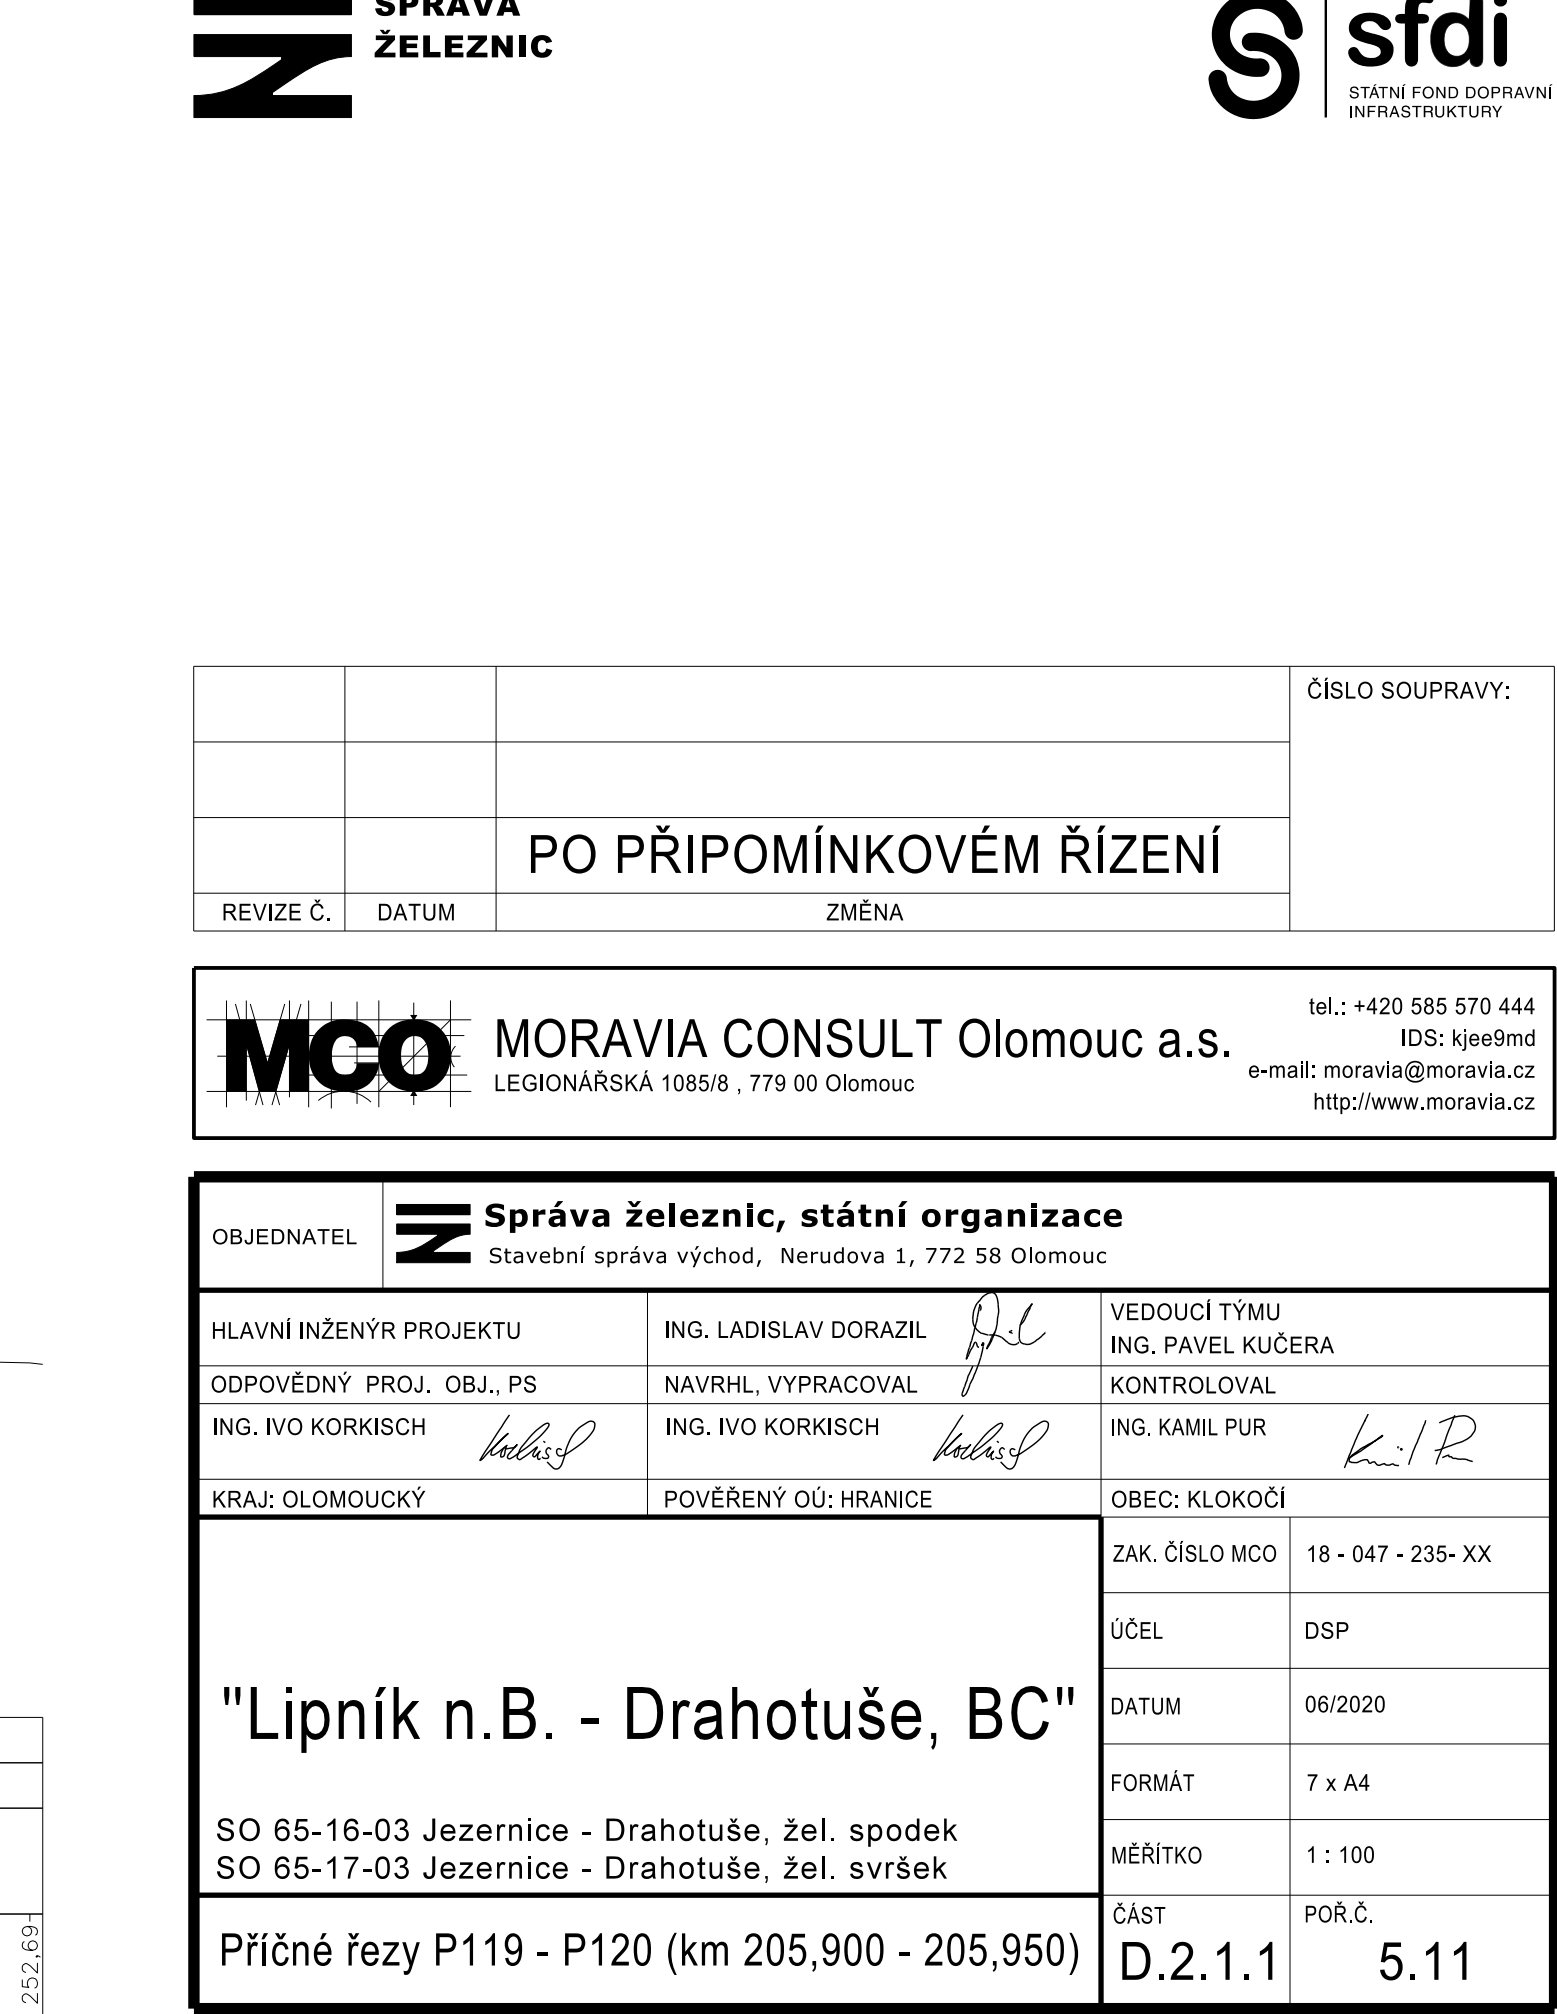 SPRÁVA
ŽELEZNIC
sfdi
STÁTNÍ FOND DOPRAVNÍ
INFRASTRUKTURY
ČÍSLO SOUPRAVY:
PO PŘIPOMÍNKOVÉM ŘÍZENÍ
REVIZE Č. DATUM ZMĚNA
MCO
MORAVIA CONSULT Olomouc a.s.
LEGIONÁŘSKÁ 1085/8 , 779 00 Olomouc
tel.: +420 585 570 444
IDS: kjee9md
e-mail: moravia@moravia.cz
http://www.moravia.cz
OBJEDNATEL
Správa železnic, státní organizace
Stavební správa východ, Nerudova 1, 772 58 Olomouc
HLAVNÍ INŽENÝR PROJEKTU
ING. LADISLAV DORAZIL
VEDOUCÍ TÝMU
ING. PAVEL KUČERA
ODPOVĚDNÝ PROJ. OBJ., PS
NAVRHL, VYPRACOVAL
KONTROLOVAL
ING. IVO KORKISCH
ING. IVO KORKISCH
ING. KAMIL PUR
KRAJ: OLOMOUCKÝ
POVĚŘENÝ OÚ: HRANICE
OBEC: KLOKOČÍ
ZAK. ČÍSLO MCO 18 - 047 - 235- XX
ÚČEL DSP
DATUM 06/2020
FORMÁT 7 x A4
MĚŘÍTKO 1 : 100
"Lipník n.B. - Drahotuše, BC"
SO 65-16-03 Jezernice - Drahotuše, žel. spodek
SO 65-17-03 Jezernice - Drahotuše, žel. svršek
Příčné řezy P119 - P120 (km 205,900 - 205,950)
ČÁST
D.2.1.1
POŘ.Č.
5.11
252,69